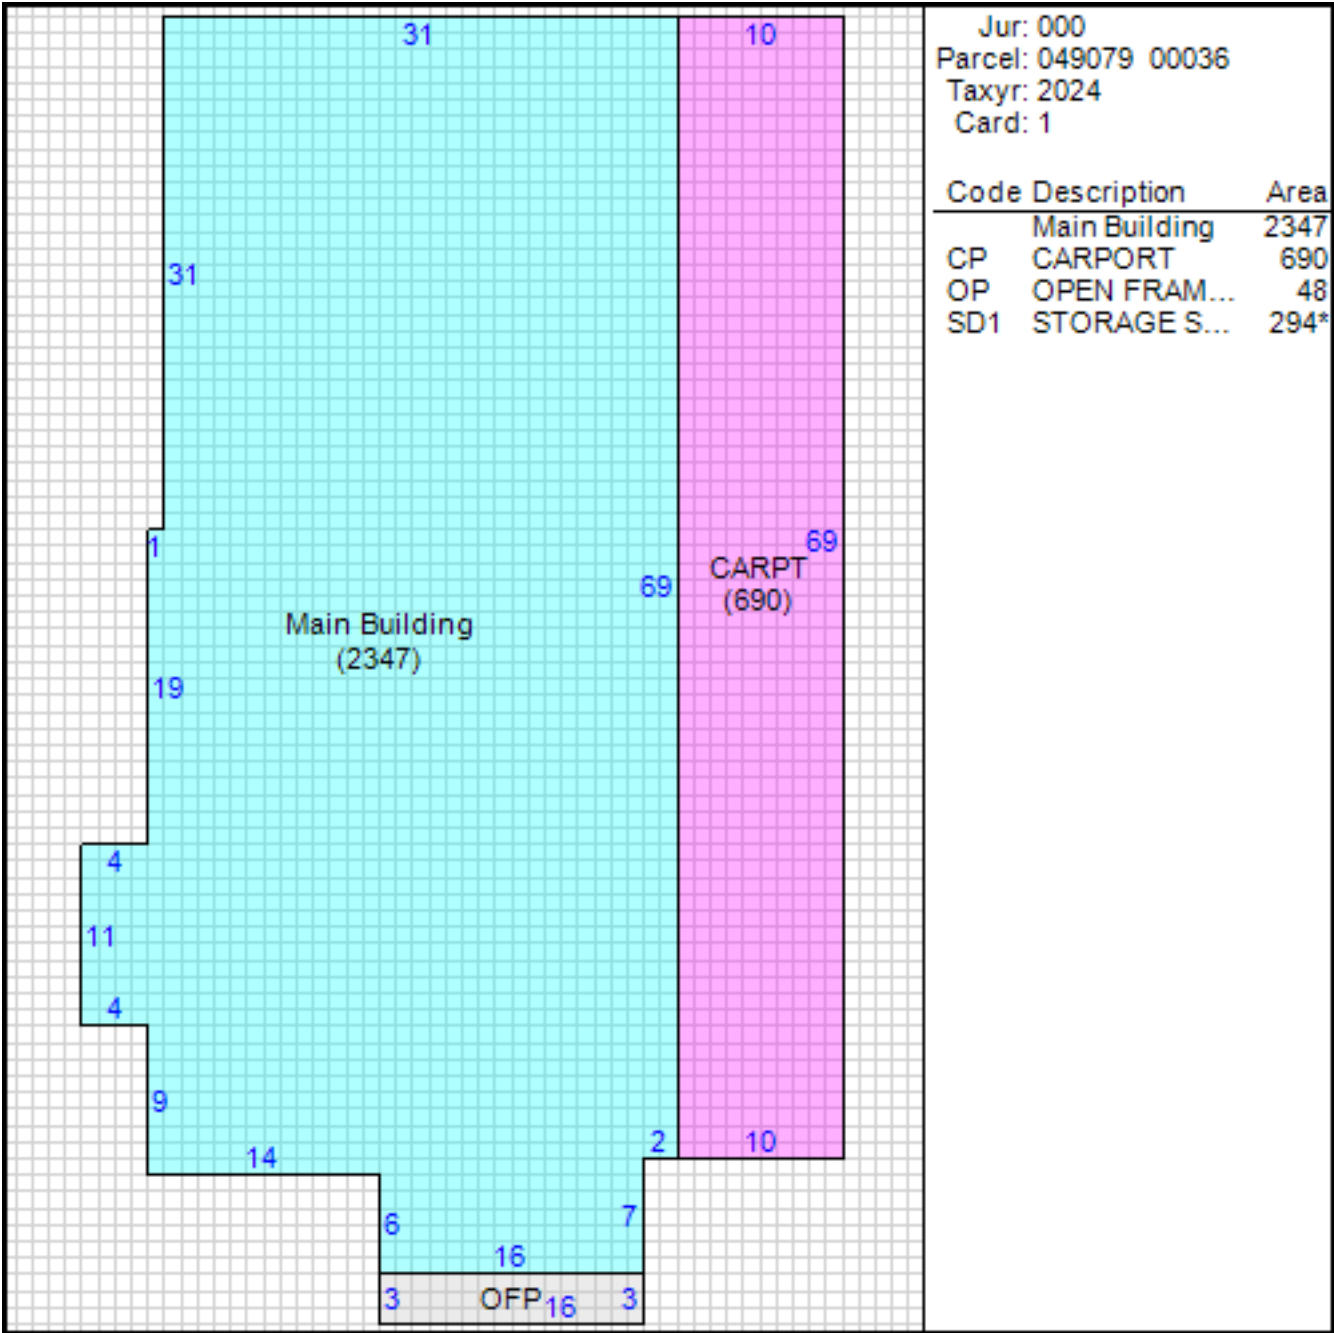 31
10
31
1
69
69
CARPT
(690)
Main Building
(2347)
19
4
11
4
9
14
2
10
6
7
16
3
OFP
16
3
Jur: 000
Parcel: 049079 00036
Taxyr: 2024
Card: 1
Code Description Area
Main Building 2347
CP CARPORT 690
OP OPEN FRAM... 48
SD1 STORAGE S... 294*